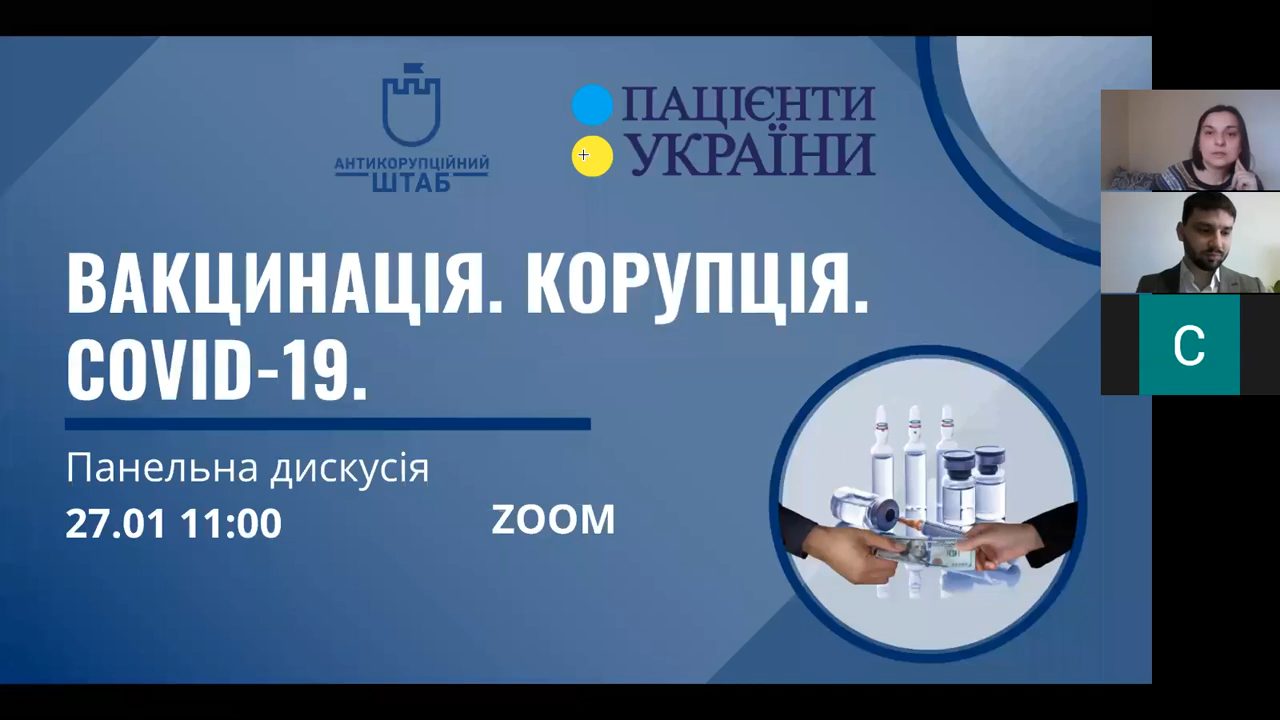 АНТИКОРУПЦІЙНИЙ
ШТАБ
ПАЦІЄНТИ
УКРАЇНИ
ВАКЦИНАЦІЯ. КОРУПЦІЯ.
COVID-19.
Панельна дискусія
27.01 11:00
ZOOM
C